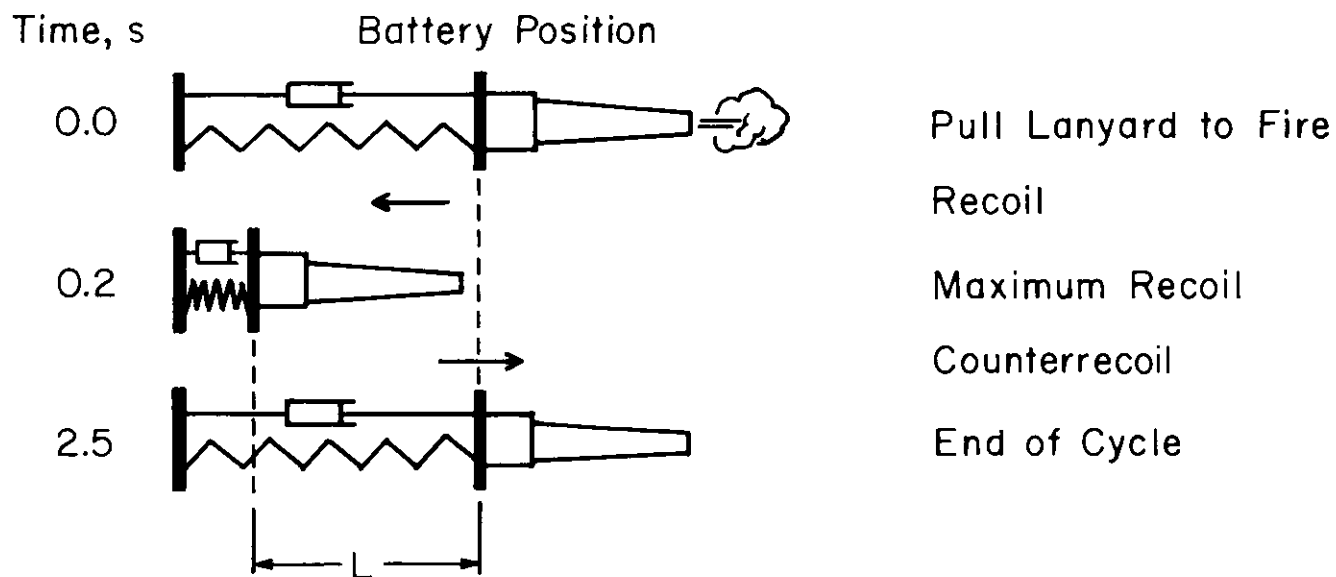 Time, s Battery Position
0.0 Pull Lanyard to Fire
Recoil
0.2 Maximum Recoil
Counterrecoil
2.5 End of Cycle
L